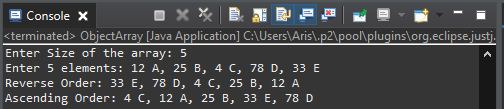 Console
<terminated> ObjectArray [Java Application] C:\Users\Aris\.p2\pool\plugins\org.eclipse.justj.
Enter Size of the array: 5
Enter 5 elements: 12 A, 25 B, 4 C, 78 D, 33 E
Reverse Order: 33 E, 78 D, 4 C, 25 B, 12 A
Ascending Order: 4 C, 12 A, 25 B, 33 E, 78 D